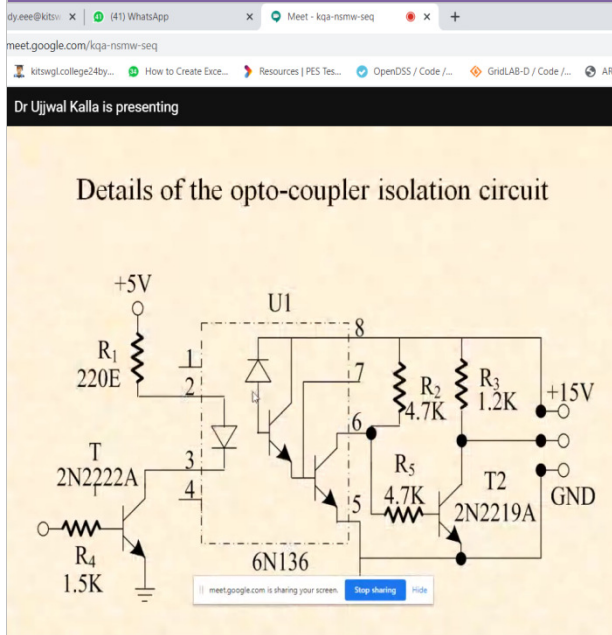 dy.eee@kitsw
(41) WhatsApp
Meet - kqa-nsmw-seq
meet.google.com/kqa-nsmw-seq
kitswgl.college24by...
How to Create Exce...
Resources | PES Tes...
OpenDSS / Code /...
GridLAB-D / Code /...
AR
Dr Ujjwal Kalla is presenting
Details of the opto-coupler isolation circuit
+5V
U1
R1
220E
1
2
3
4
8
7
6
5
R2
4.7K
R3
1.2K
+15V
T
2N2222A
R5
4.7K
T2
2N2219A
GND
R4
1.5K
6N136
meet.google.com is sharing your screen.
Stop sharing
Hide